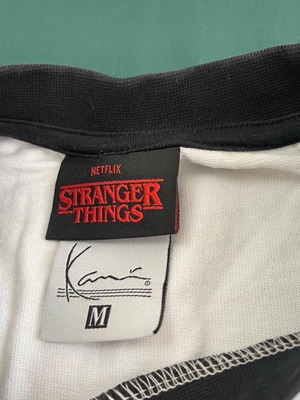 NETFLIX
STRANGER
THINGS
Kani
M